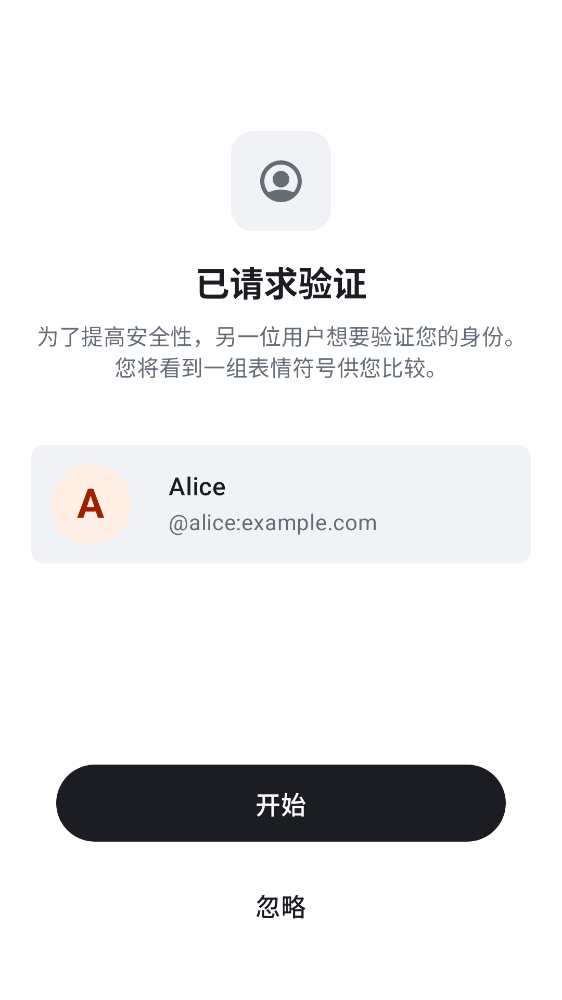 已请求验证
为了提高安全性，另一位用户想要验证您的身份。
您将看到一组表情符号供您比较。
A
Alice
@alice:example.com
开始
忽略